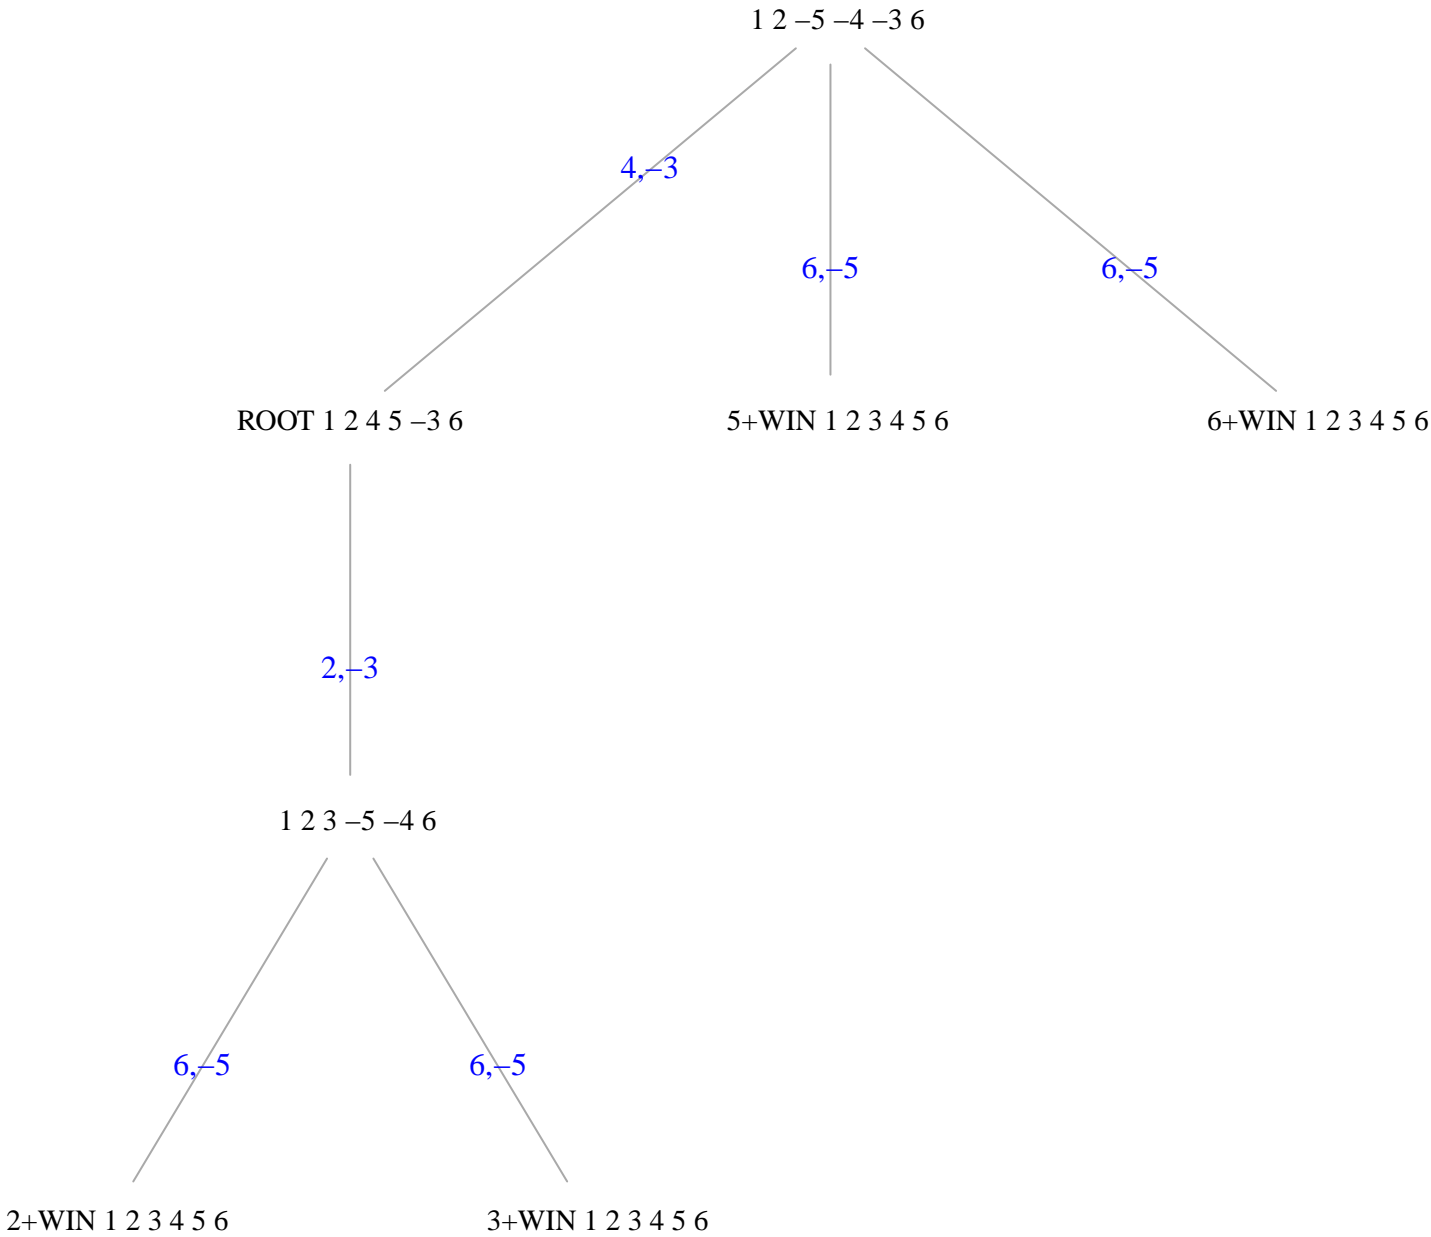 1 2 –5 –4 –3 6
4,–3
6,–5
6,–5
ROOT 1 2 4 5 –3 6
5+WIN 1 2 3 4 5 6
6+WIN 1 2 3 4 5 6
2,–3
1 2 3 –5 –4 6
6,–5
6,–5
2+WIN 1 2 3 4 5 6
3+WIN 1 2 3 4 5 6